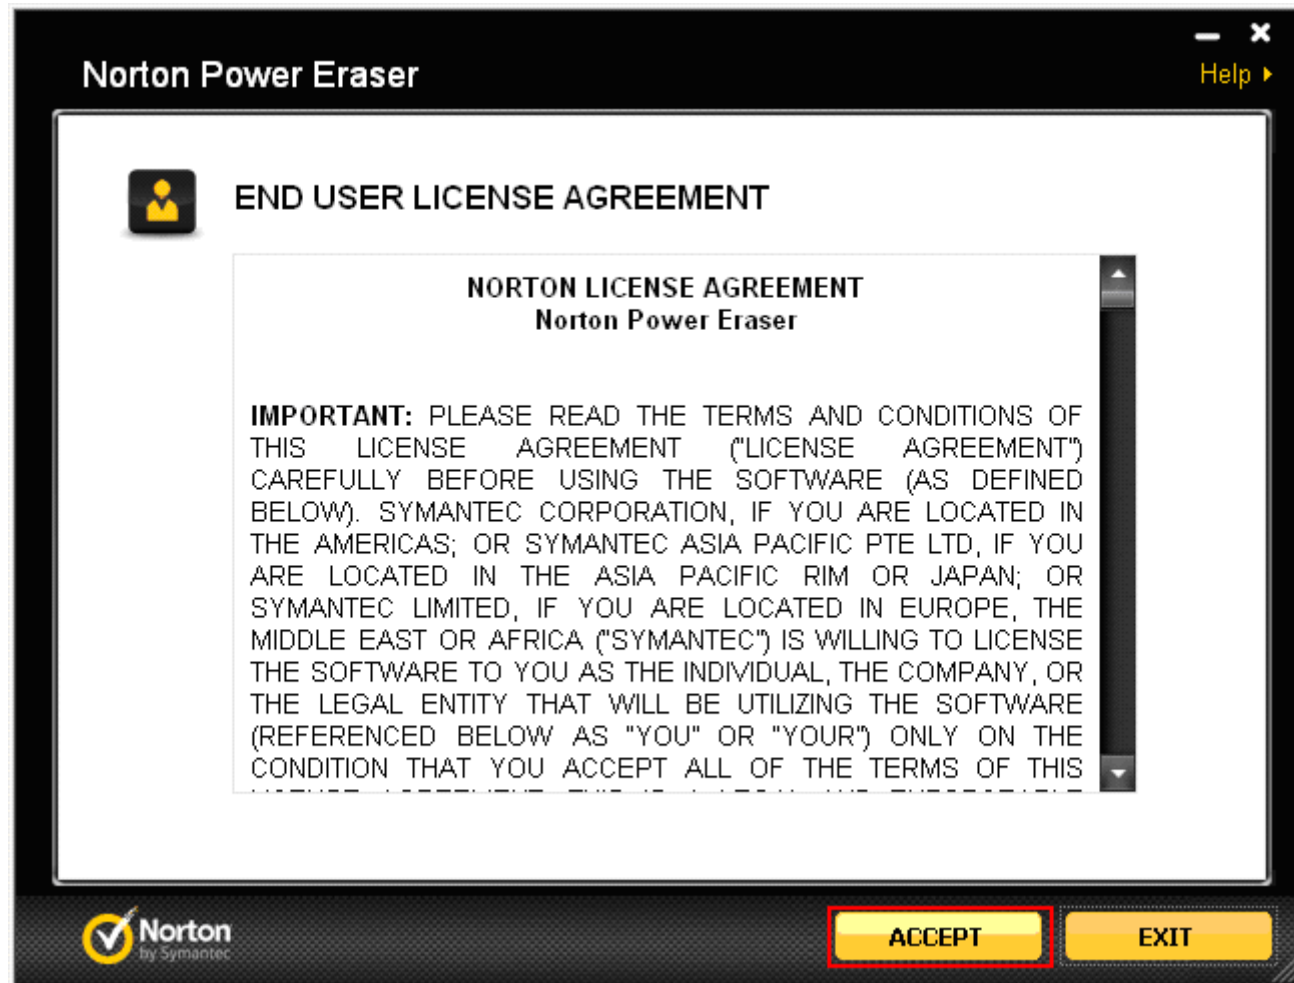 Norton Power Eraser
Help
END USER LICENSE AGREEMENT
NORTON LICENSE AGREEMENT
Norton Power Eraser
IMPORTANT: PLEASE READ THE TERMS AND CONDITIONS OF
THIS LICENSE AGREEMENT ("LICENSE AGREEMENT")
CAREFULLY BEFORE USING THE SOFTWARE (AS DEFINED
BELOW). SYMANTEC CORPORATION, IF YOU ARE LOCATED IN
THE AMERICAS; OR SYMANTEC ASIA PACIFIC PTE LTD, IF YOU
ARE LOCATED IN THE ASIA PACIFIC RIM OR JAPAN; OR
SYMANTEC LIMITED, IF YOU ARE LOCATED IN EUROPE, THE
MIDDLE EAST OR AFRICA ("SYMANTEC") IS WILLING TO LICENSE
THE SOFTWARE TO YOU AS THE INDIVIDUAL, THE COMPANY, OR
THE LEGAL ENTITY THAT WILL BE UTILIZING THE SOFTWARE
(REFERENCED BELOW AS "YOU" OR "YOUR") ONLY ON THE
CONDITION THAT YOU ACCEPT ALL OF THE TERMS OF THIS
Norton
by Symantec
ACCEPT
EXIT